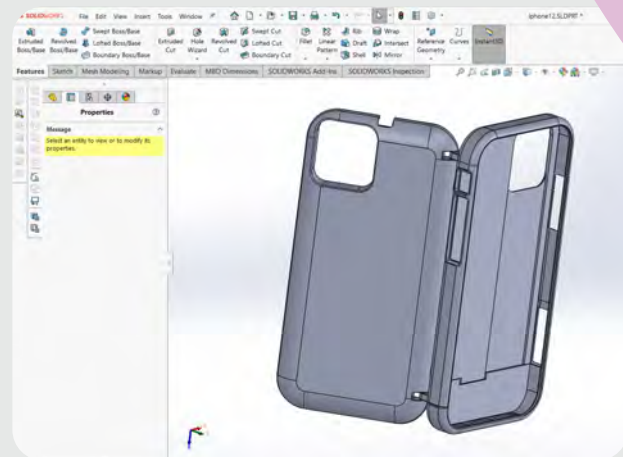 SOLIDWORKS File Edit View Insert Tools Window
iphone12.SLDPRT *
Extruded Boss/Base
Revolved Boss/Base
Swept Boss/Base
Lofted Boss/Base
Boundary Boss/Base
Extruded Cut
Hole Wizard
Revolved Cut
Swept Cut
Lofted Cut
Boundary Cut
Fillet
Linear Pattern
Rib
Draft
Shell
Wrap
Intersect
Mirror
Reference Geometry
Curves
Instant3D
Features Sketch Mesh Modeling Markup Evaluate MBD Dimensions SOLIDWORKS Add-Ins SOLIDWORKS Inspection
Properties
Message
Select an entity to view or to modify its
properties.